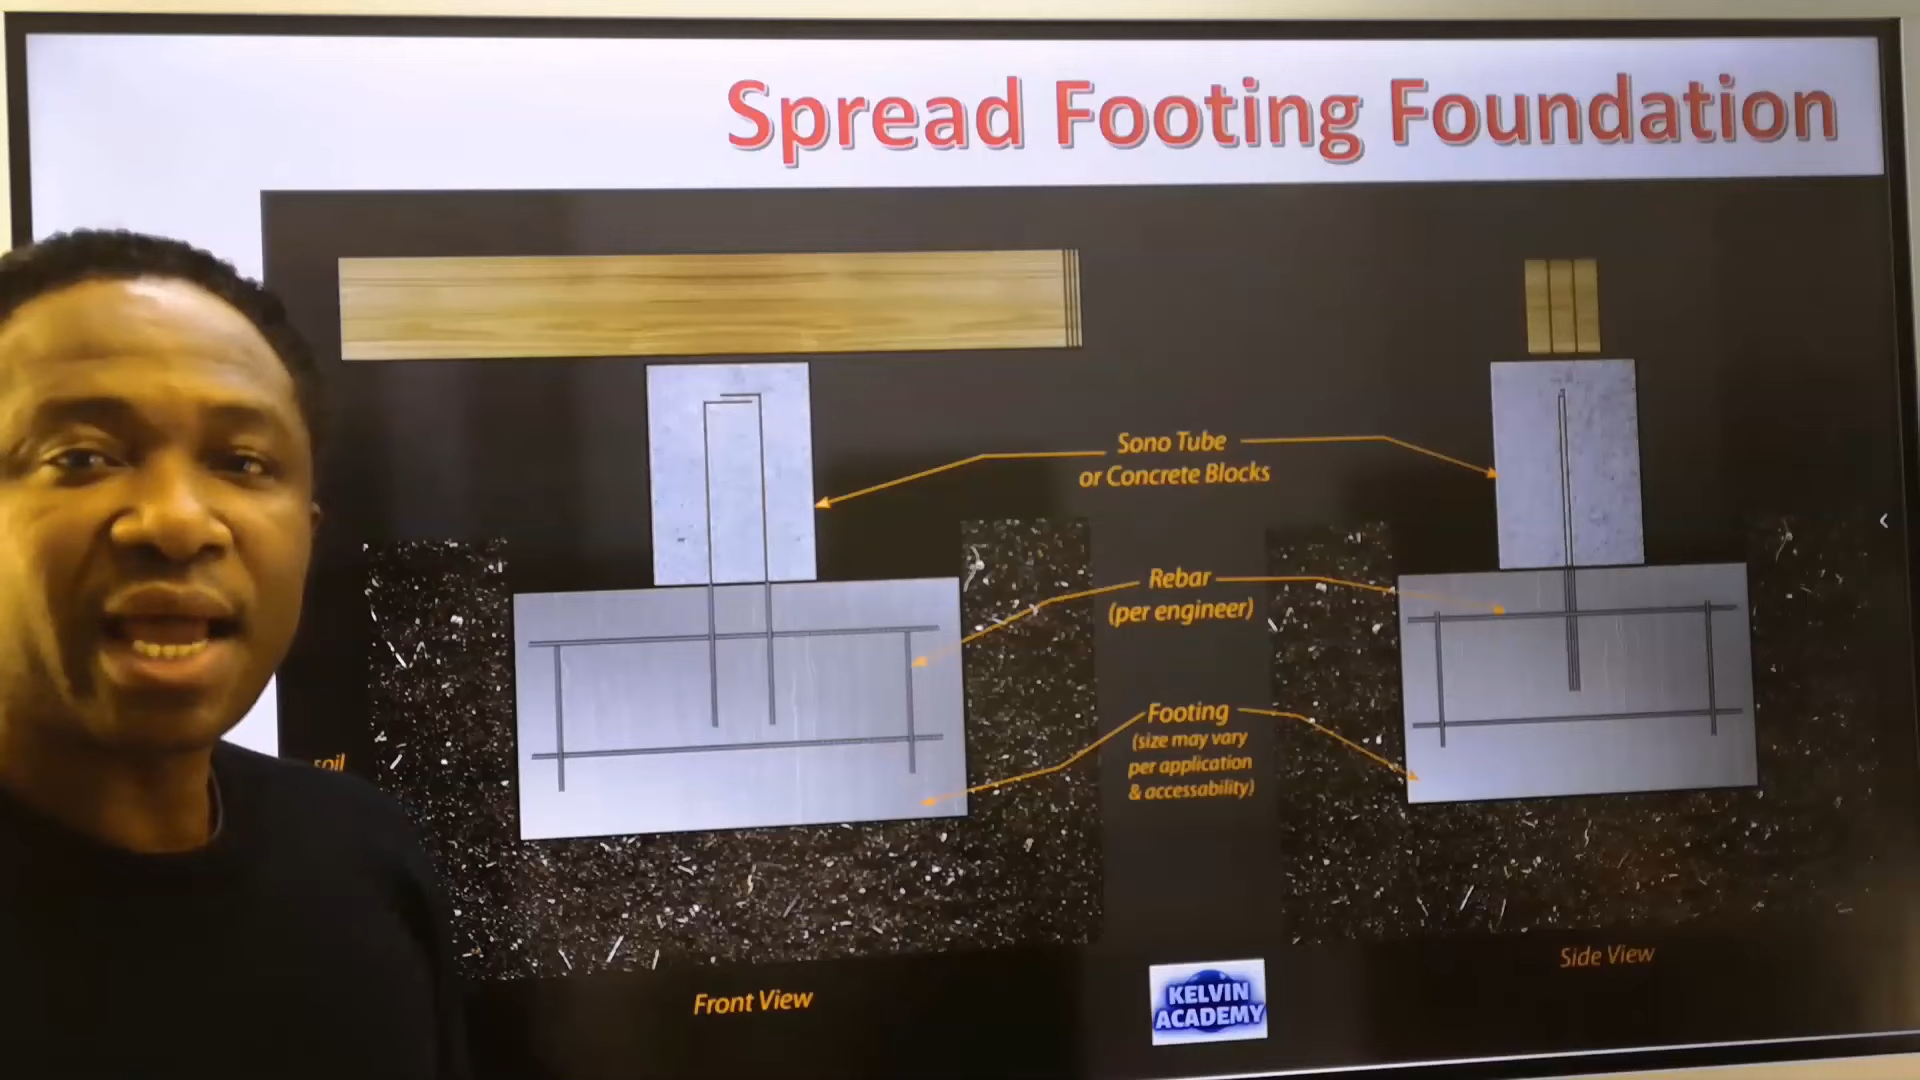 Spread Footing Foundation
Sono Tube
or Concrete Blocks
Rebar
(per engineer)
Footing
(size may vary
per application
& accessability)
soil
Front View
Side View
KELVIN
ACADEMY